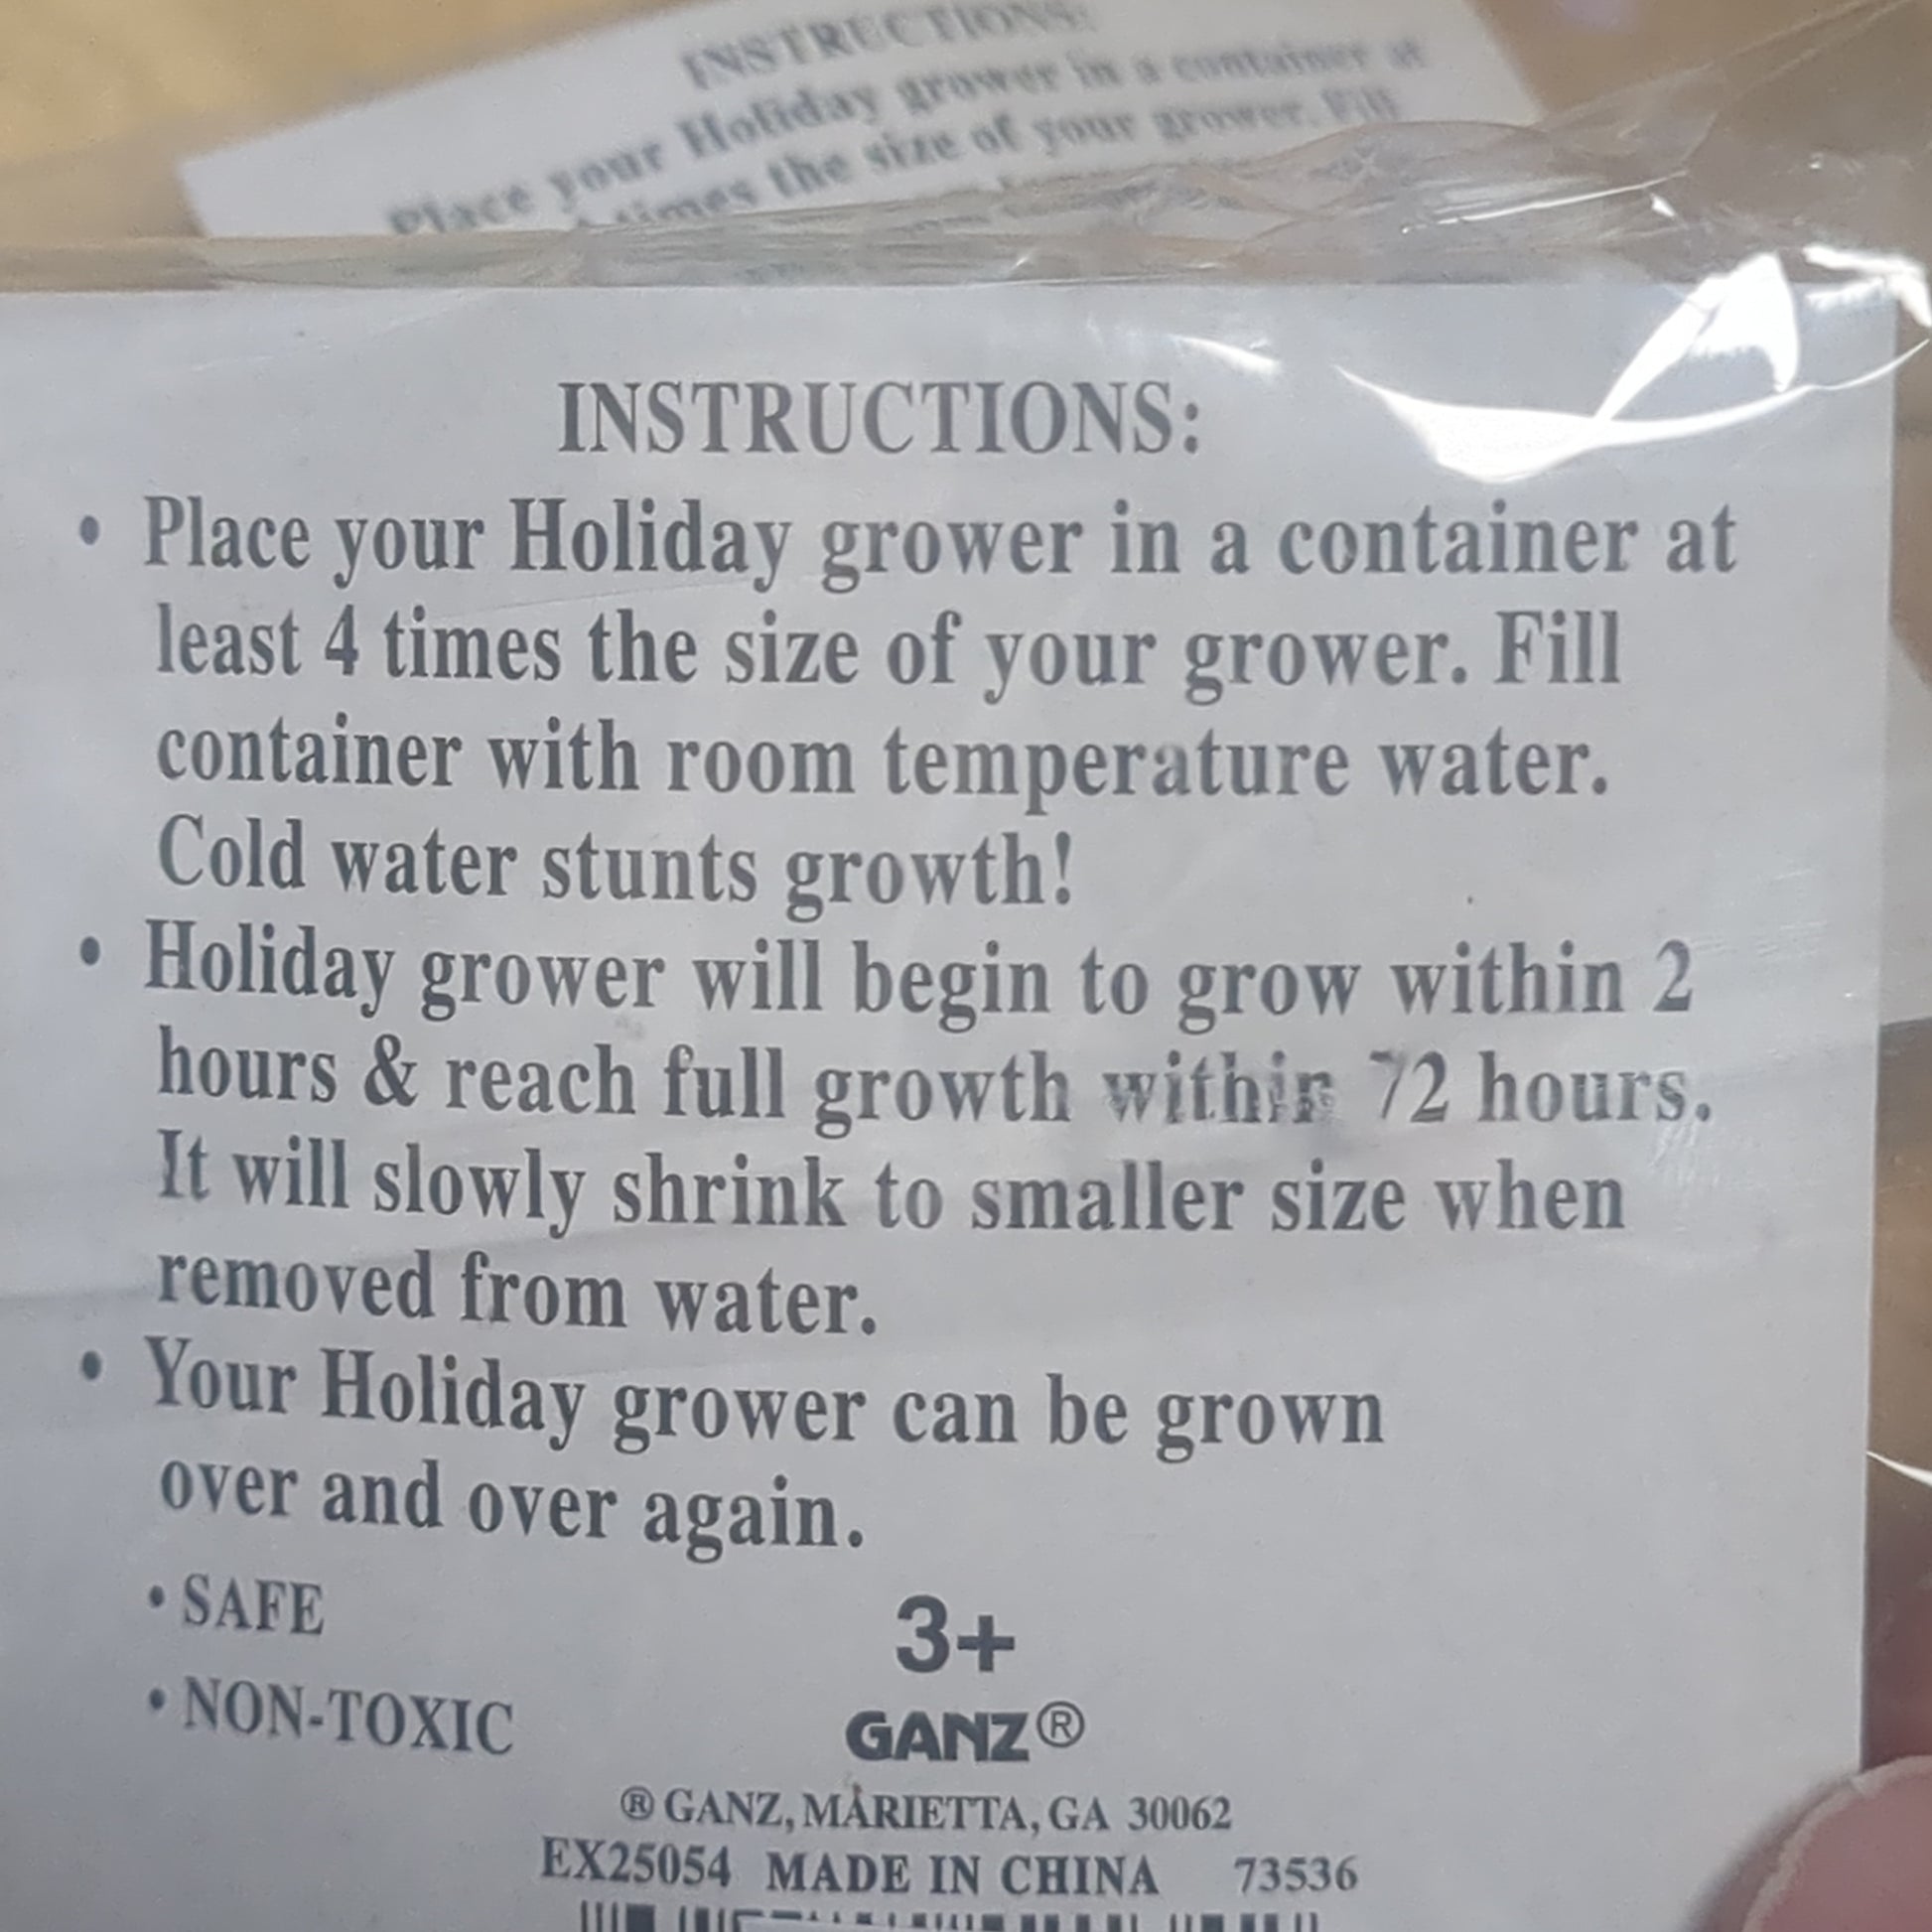 INSTRUCTIONS:
Place your Holiday grower in a container at
times the size of your grower. Fill
INSTRUCTIONS:
• Place your Holiday grower in a container at
least 4 times the size of your grower. Fill
container with room temperature water.
Cold water stunts growth!
• Holiday grower will begin to grow within 2
hours & reach full growth within 72 hours.
It will slowly shrink to smaller size when
removed from water.
• Your Holiday grower can be grown
over and over again.
• SAFE
3+
• NON-TOXIC
GANZ®
® GANZ, MARIETTA, GA 30062
EX25054 MADE IN CHINA 73536